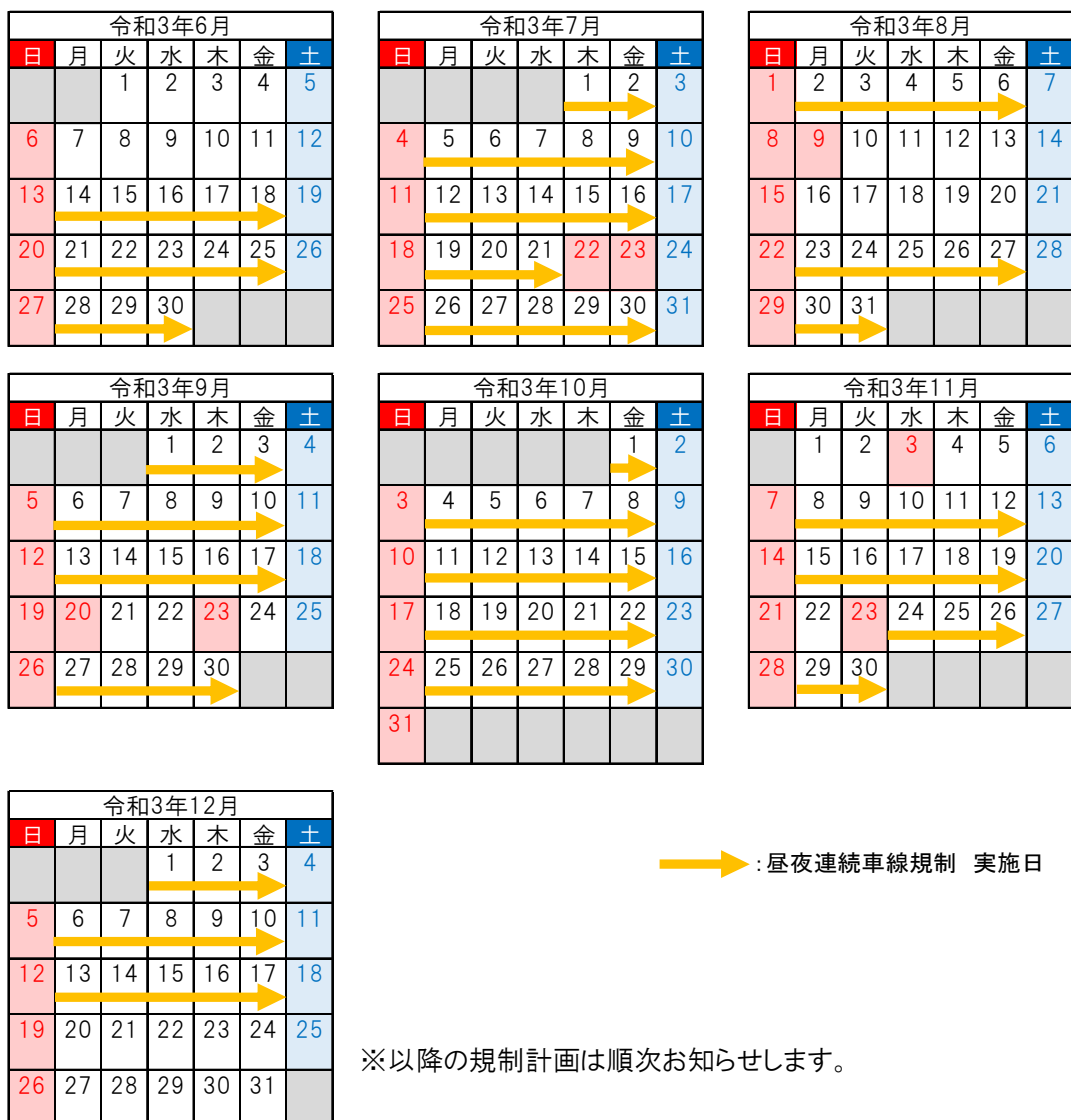 令和3年6月
日 月 火 水 木 金 土
1 2 3 4 5
6 7 8 9 10 11 12
13 14 15 16 17 18 19
20 21 22 23 24 25 26
27 28 29 30
令和3年7月
日 月 火 水 木 金 土
1 2 3
4 5 6 7 8 9 10
11 12 13 14 15 16 17
18 19 20 21 22 23 24
25 26 27 28 29 30 31
令和3年8月
日 月 火 水 木 金 土
1 2 3 4 5 6 7
8 9 10 11 12 13 14
15 16 17 18 19 20 21
22 23 24 25 26 27 28
29 30 31
令和3年9月
日 月 火 水 木 金 土
1 2 3 4
5 6 7 8 9 10 11
12 13 14 15 16 17 18
19 20 21 22 23 24 25
26 27 28 29 30
令和3年10月
日 月 火 水 木 金 土
1 2
3 4 5 6 7 8 9
10 11 12 13 14 15 16
17 18 19 20 21 22 23
24 25 26 27 28 29 30
31
令和3年11月
日 月 火 水 木 金 土
1 2 3 4 5 6
7 8 9 10 11 12 13
14 15 16 17 18 19 20
21 22 23 24 25 26 27
28 29 30
令和3年12月
日 月 火 水 木 金 土
1 2 3 4
5 6 7 8 9 10 11
12 13 14 15 16 17 18
19 20 21 22 23 24 25
26 27 28 29 30 31
:昼夜連続車線規制 実施日
※以降の規制計画は順次お知らせします。